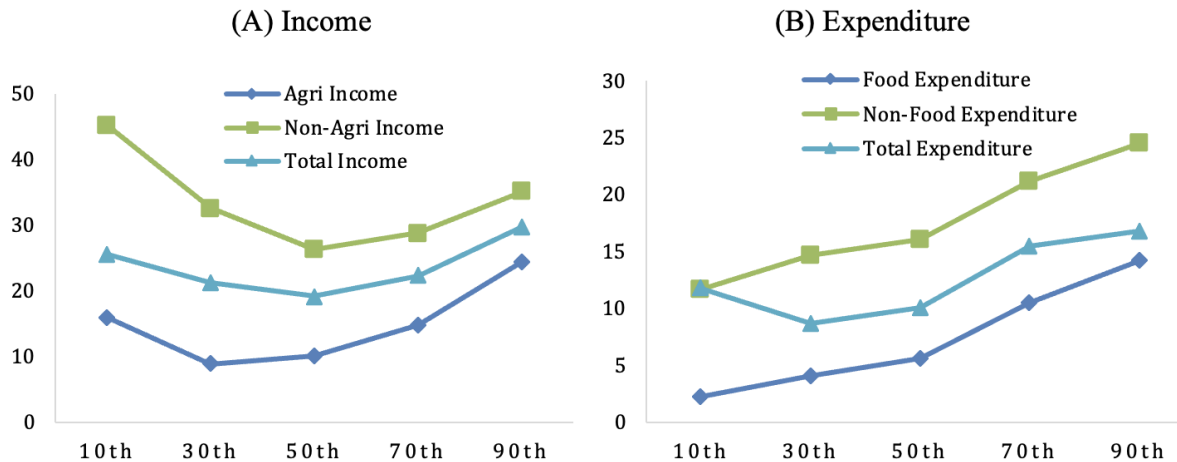 (A) Income
50
40
30
20
10
0
Agri Income
Non-Agri Income
Total Income
10th 30th 50th 70th 90th
(B) Expenditure
30
25
20
15
10
5
0
Food Expenditure
Non-Food Expenditure
Total Expenditure
10th 30th 50th 70th 90th